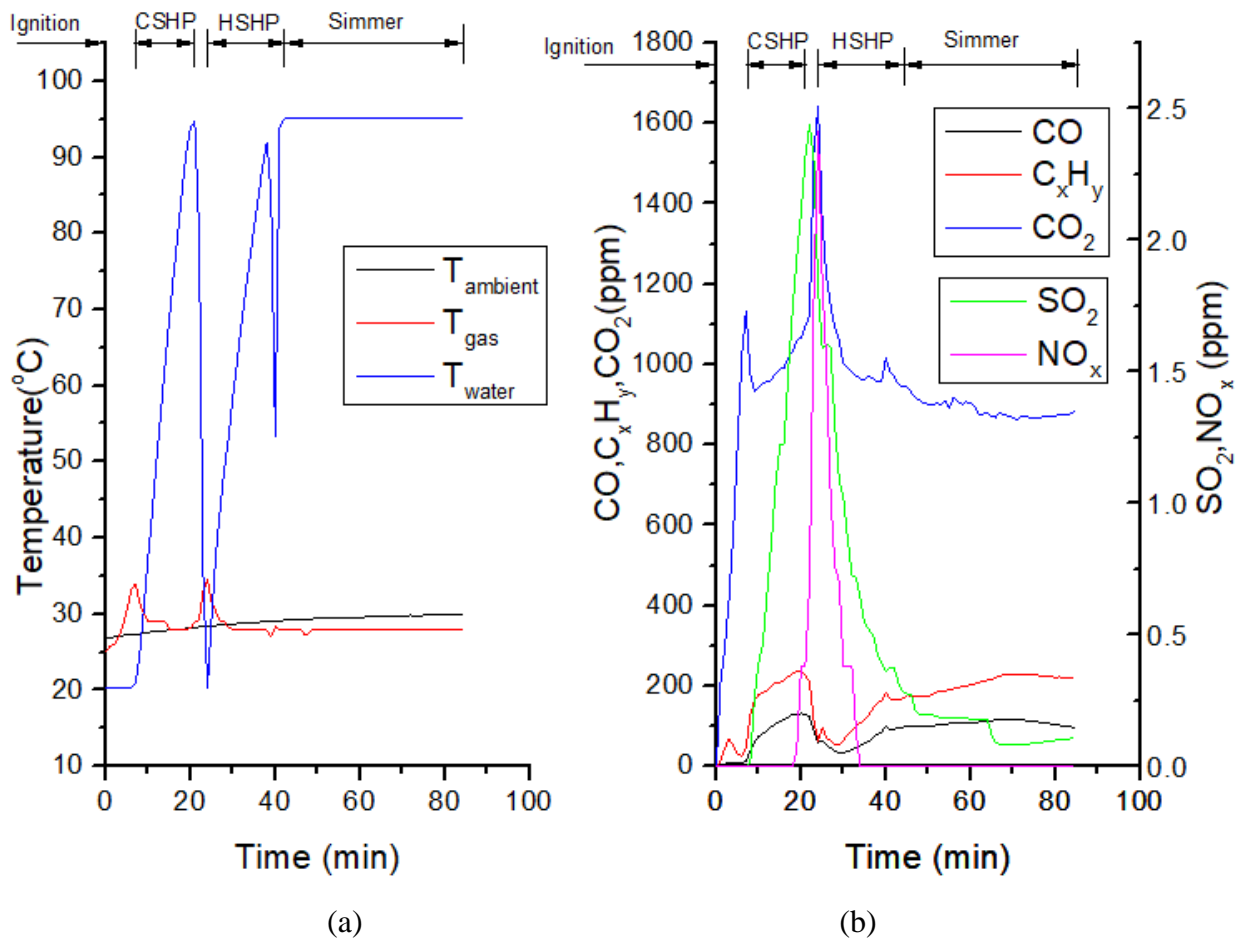 Ignition
CSHP
HSHP
Simmer
100
90
80
70
60
50
40
30
20
10
Temperature(°C)
T_ambient
T_gas
T_water
0
20
40
60
80
100
Time (min)
(a)
Ignition
CSHP
HSHP
Simmer
1800
1600
1400
1200
1000
800
600
400
200
0
CO,C_xH_y,CO_2(ppm)
CO
C_xH_y
CO_2
SO_2
NO_x
2.5
2.0
1.5
1.0
0.5
0.0
SO_2,NO_x (ppm)
0
20
40
60
80
100
Time (min)
(b)